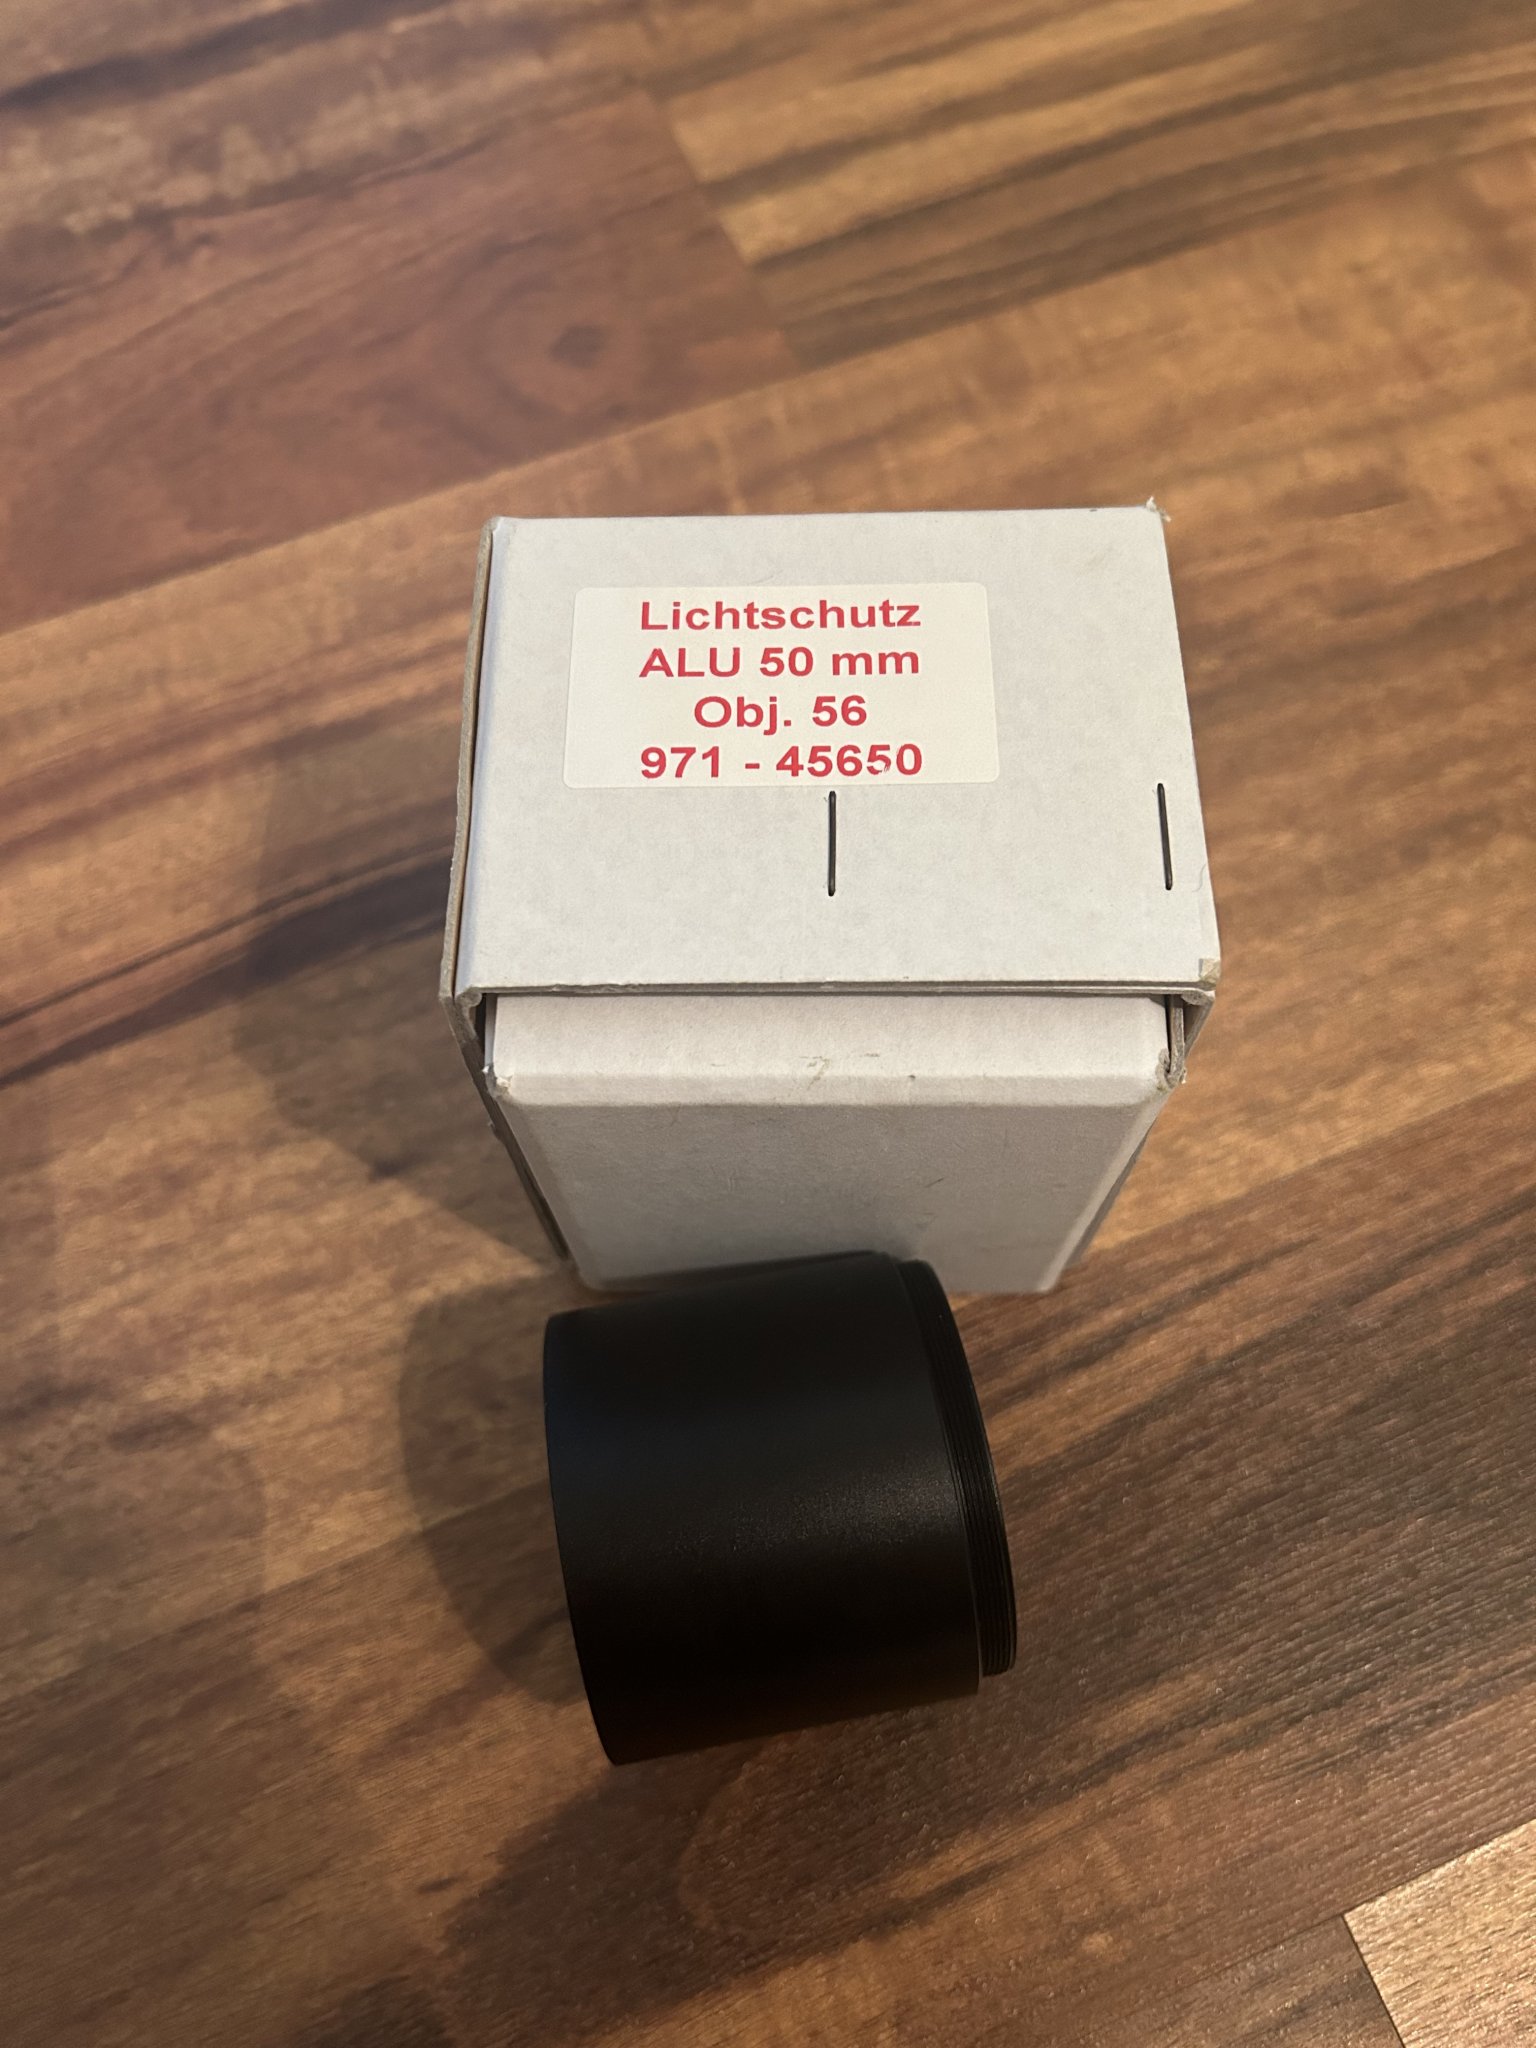 Lichtschutz
ALU 50 mm
Obj. 56
971 - 45650